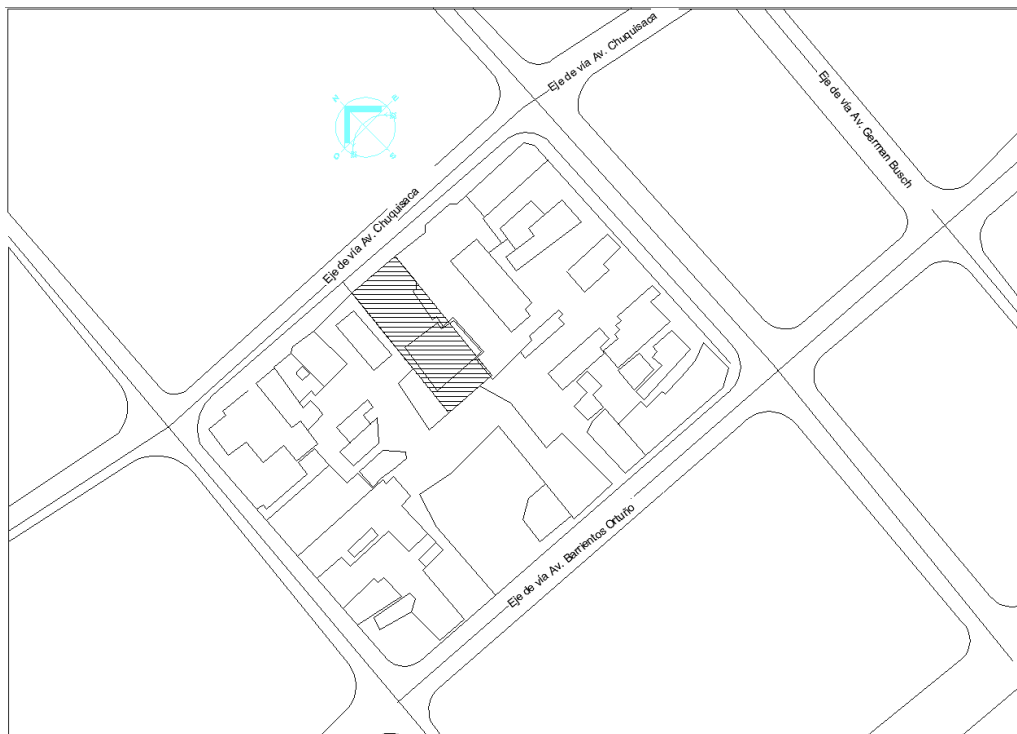 Eje de vía Av. Chuquisaca
Eje de vía Av. German Busch
Eje de vía Av. Chuquisaca
Eje de vía Av. Barrientos Ortuño